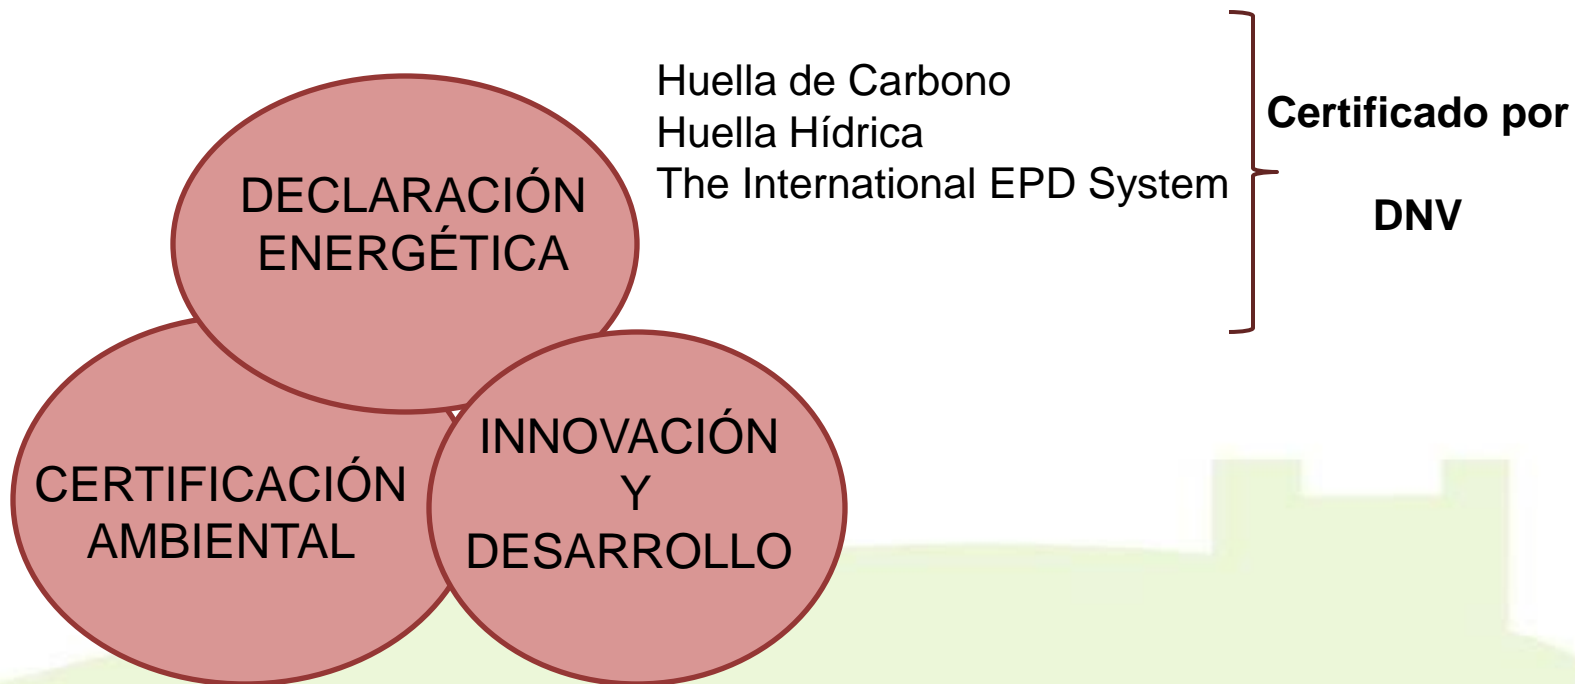 Huella de Carbono
Huella Hídrica
The International EPD System
Certificado por
DNV
DECLARACIÓN
ENERGÉTICA
CERTIFICACIÓN
AMBIENTAL
INNOVACIÓN
Y
DESARROLLO